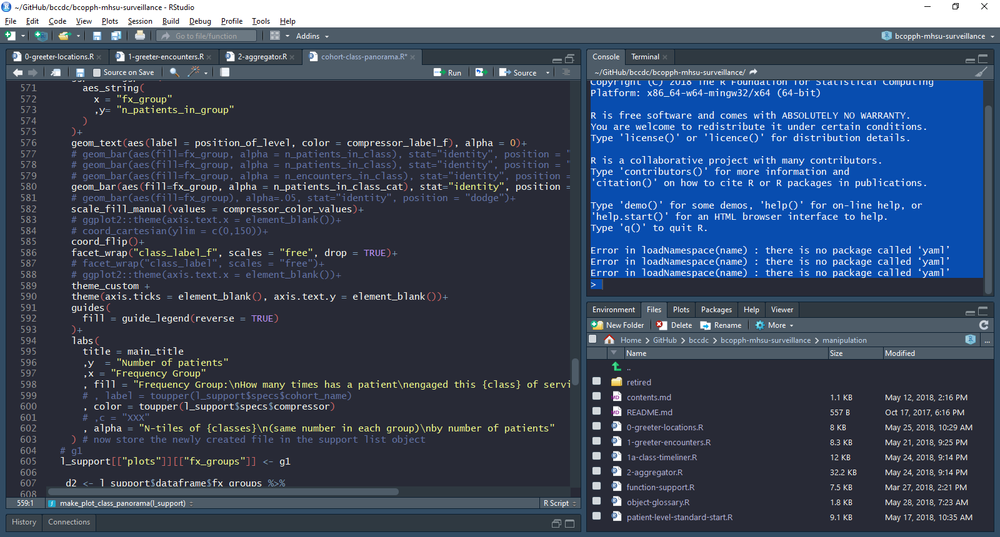 ~/GitHub/bccdc/bcopph-mhsu-surveillance - RStudio
File Edit Code View Plots Session Build Debug Profile Tools Help
Go to file/function Addins bcopph-mhsu-surveillance
0-greeter-locations.R 1-greeter-encounters.R 2-aggregator.R cohort-class-panorama.R*
Source on Save Run Source
571 aes_string(
572 x = "fx_group"
573 ,y= "n_patients_in_group"
574 )
575 )+
576 geom_text(aes(label = position_of_level, color = compressor_label_f), alpha = 0)+
577 # geom_bar(aes(fill=fx_group, alpha = n_patients_in_class), stat="identity", position = "
578 # geom_bar(aes(fill=fx_group, alpha = n_patients_in_class), stat="identity", position = "
579 # geom_bar(aes(fill=fx_group, alpha = n_encounters_in_class), stat="identity", position =
580 geom_bar(aes(fill=fx_group, alpha = n_patients_in_class_cat), stat="identity", position =
581 # geom_bar(aes(fill=fx_group), alpha=.05, stat="identity", position = "dodge")+
582 scale_fill_manual(values = compressor_color_values)+
583 # ggplot2::theme(axis.text.x = element_blank())+
584 # coord_cartesian(ylim = c(0,150))+
585 coord_flip()+
586 facet_wrap("class_label_f", scales = "free", drop = TRUE)+
587 # facet_wrap("class_label", scales = "free")+
588 # ggplot2::theme(axis.text.x = element_blank())+
589 theme_custom +
590 theme(axis.ticks = element_blank(), axis.text.y = element_blank())+
591 guides(
592 fill = guide_legend(reverse = TRUE)
593 )+
594 labs(
595 title = main_title
596 ,y = "Number of patients"
597 ,x = "Frequency Group"
598 , fill = "Frequency Group:\nHow many times has a patient\nengaged this {class} of servi
599 # , label = toupper(l_support$specs$cohort_name)
600 , color = toupper(l_support$specs$compressor)
601 # ,c = "XXX"
602 , alpha = "N-tiles of {classes}\n(same number in each group)\nby number of patients"
603 ) # now store the newly created file in the support list object
604 # g1
605 l_support[["plots"]][["fx_groups"]] <- g1
606
607 d2 <- l_support$dataframe$fx_groups %>%
608
559:1 make_plot_class_panorama(l_support) R Script
History Connections
Console Terminal
~/GitHub/bccdc/bcopph-mhsu-surveillance/
Copyright (C) 2018 The R Foundation for Statistical Computing
Platform: x86_64-w64-mingw32/x64 (64-bit)
R is free software and comes with ABSOLUTELY NO WARRANTY.
You are welcome to redistribute it under certain conditions.
Type 'license()' or 'licence()' for distribution details.
R is a collaborative project with many contributors.
Type 'contributors()' for more information and
'citation()' on how to cite R or R packages in publications.
Type 'demo()' for some demos, 'help()' for on-line help, or
'help.start()' for an HTML browser interface to help.
Type 'q()' to quit R.
Error in loadNamespace(name) : there is no package called ‘yaml’
Error in loadNamespace(name) : there is no package called ‘yaml’
Error in loadNamespace(name) : there is no package called ‘yaml’
>
Environment Files Plots Packages Help Viewer
New Folder Delete Rename More
Home GitHub bccdc bcopph-mhsu-surveillance manipulation ...
Name Size Modified
..
retired
contents.md 1.1 KB May 12, 2018, 2:16 PM
README.md 557 B Oct 17, 2017, 6:16 PM
0-greeter-locations.R 8 KB May 25, 2018, 10:29 AM
1-greeter-encounters.R 8.3 KB May 21, 2018, 9:25 PM
1a-class-timeliner.R 12 KB May 24, 2018, 9:14 PM
2-aggregator.R 32.2 KB May 24, 2018, 9:14 PM
function-support.R 7.5 KB Mar 27, 2018, 2:21 PM
object-glossary.R 1.8 KB May 28, 2018, 7:23 AM
patient-level-standard-start.R 9.1 KB May 17, 2018, 10:35 AM